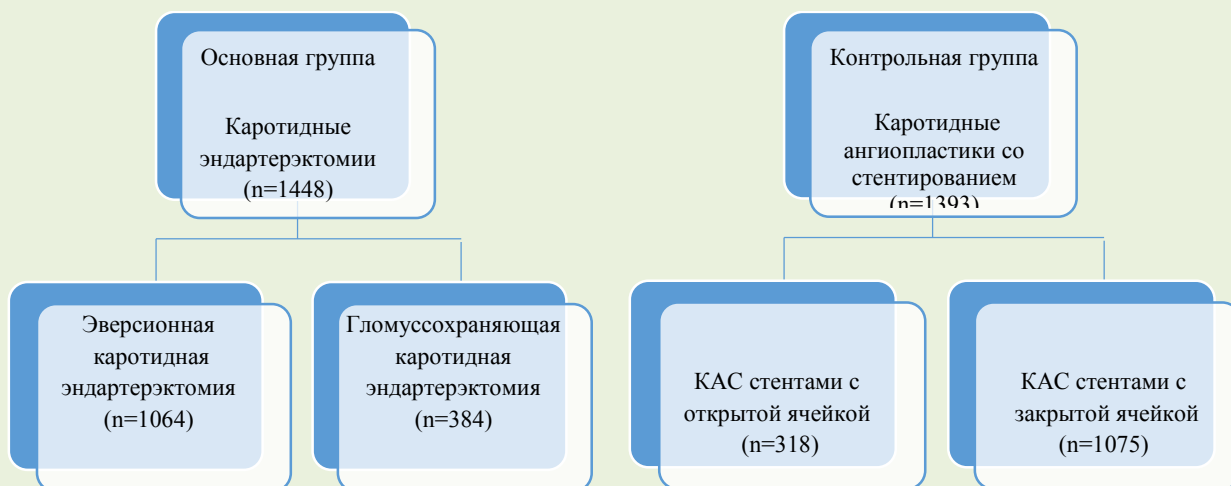 Основная группа
Каротидные
эндартерэктомии
(n=1448)
Контрольная группа
Каротидные
ангиопластики со
стентированием
(n=1393)
Эверсионная
каротидная
эндартерэктомия
(n=1064)
Гломуссохраняющая
каротидная
эндартерэктомия
(n=384)
КАС стентами с
открытой ячейкой
(n=318)
КАС стентами с
закрытой ячейкой
(n=1075)